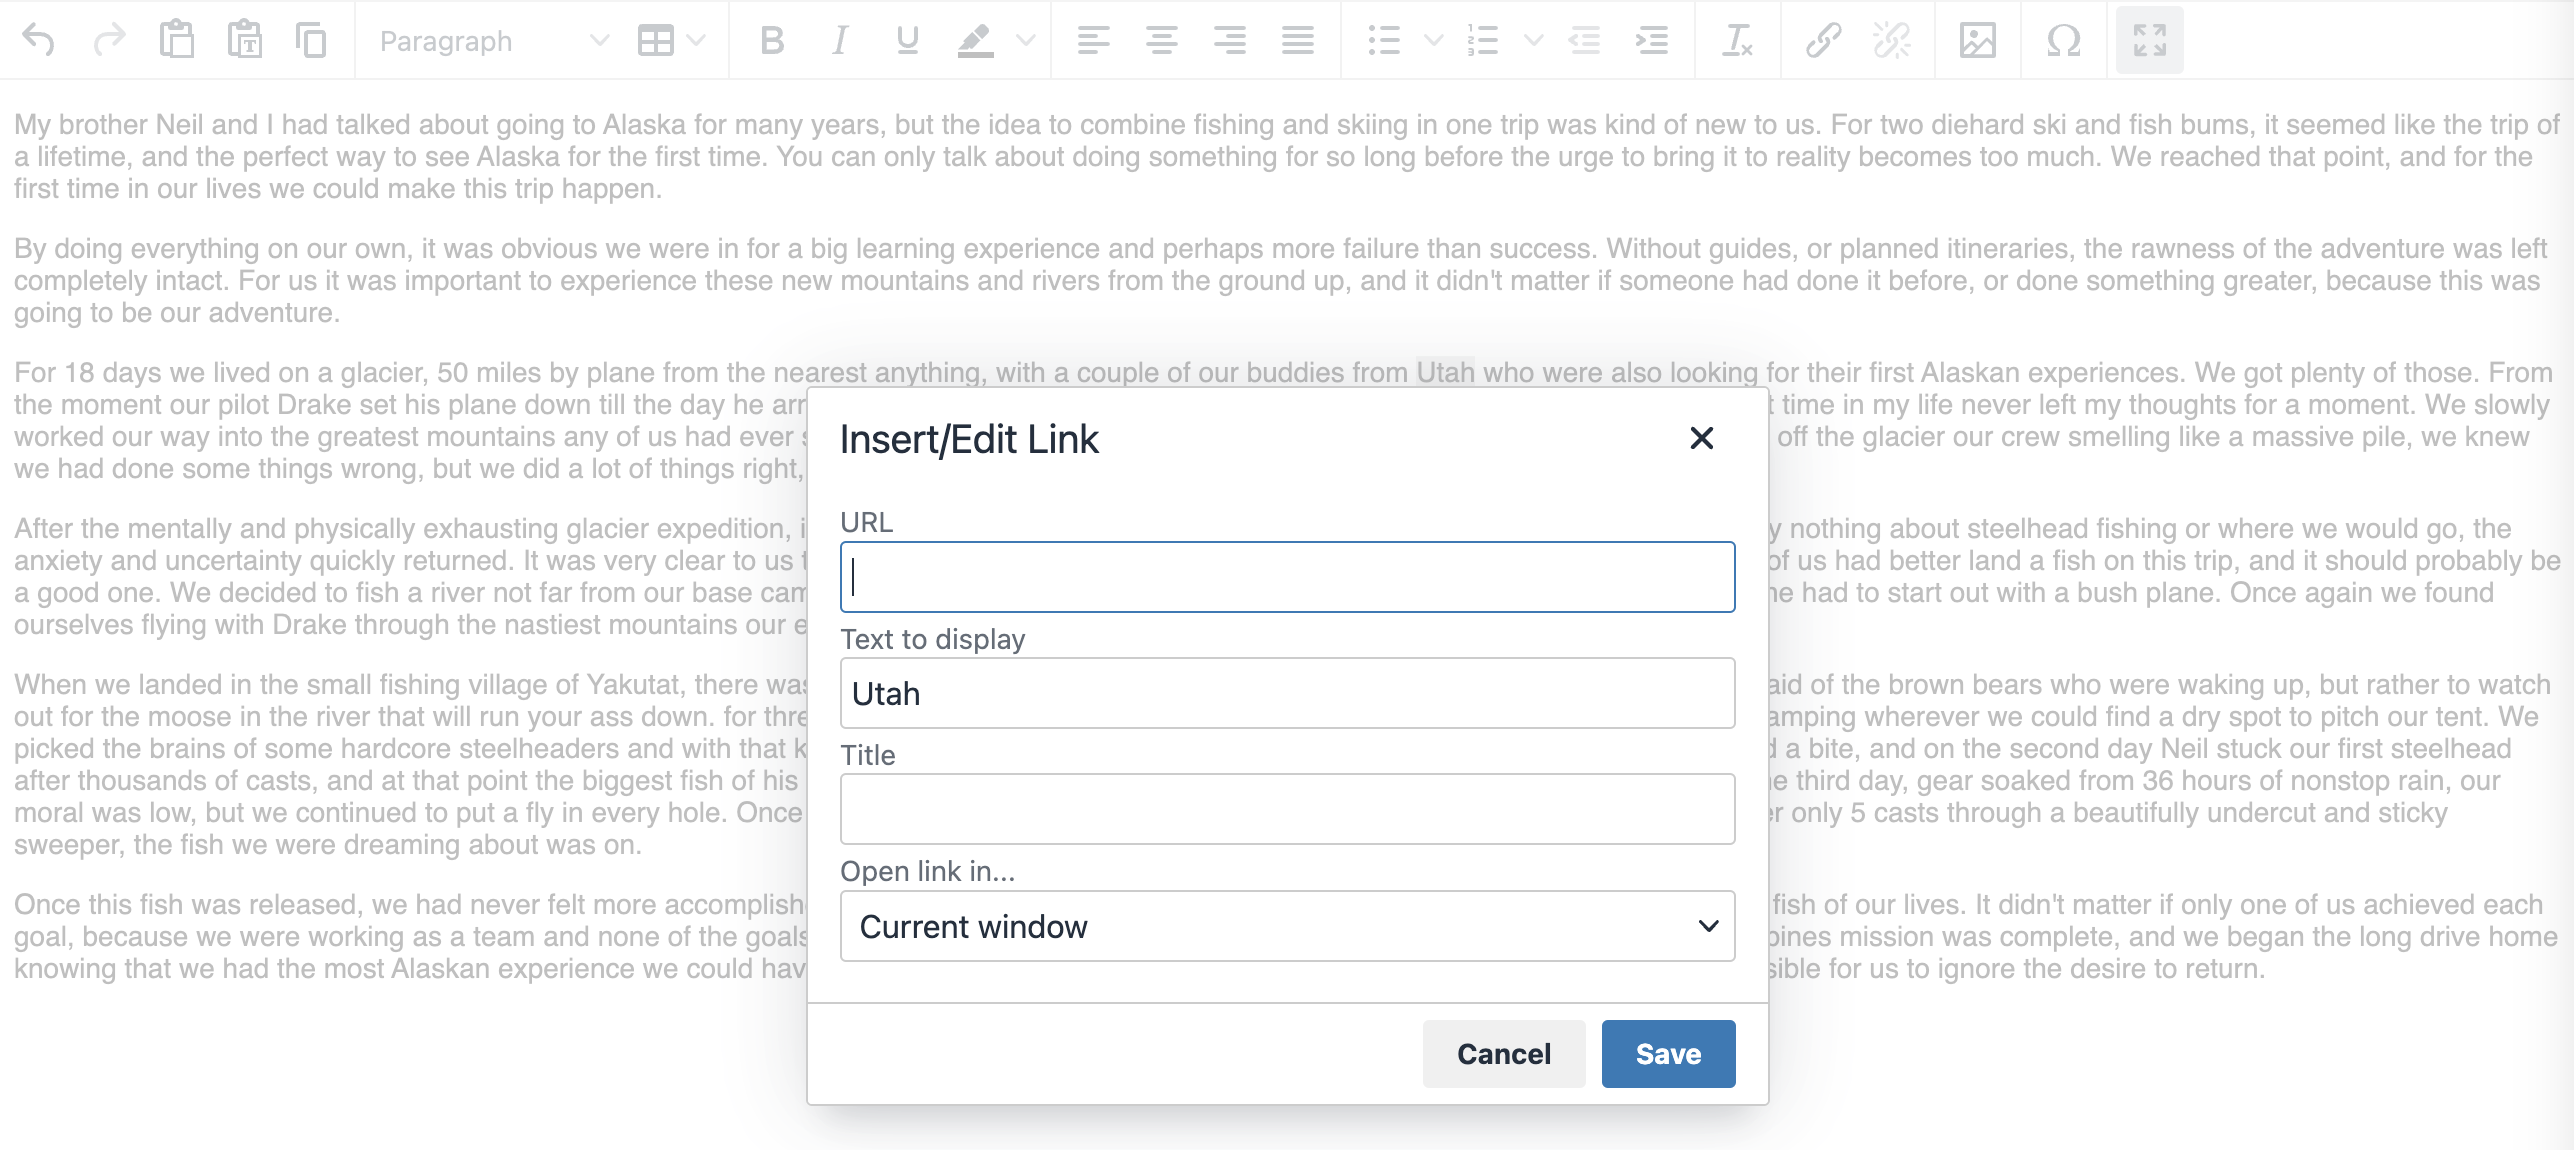 Paragraph
My brother Neil and I had talked about going to Alaska for many years, but the idea to combine fishing and skiing in one trip was kind of new to us. For two diehard ski and fish bums, it seemed like the trip of
a lifetime, and the perfect way to see Alaska for the first time. You can only talk about doing something for so long before the urge to bring it to reality becomes too much. We reached that point, and for the
first time in our lives we could make this trip happen.
By doing everything on our own, it was obvious we were in for a big learning experience and perhaps more failure than success. Without guides, or planned itineraries, the rawness of the adventure was left
completely intact. For us it was important to experience these new mountains and rivers from the ground up, and it didn't matter if someone had done it before, or done something greater, because this was
going to be our adventure.
For 18 days we lived on a glacier, 50 miles by plane from the nearest anything, with a couple of our buddies from Utah who were also looking for their first Alaskan experiences. We got plenty of those. From
the moment our pilot Drake set his plane down till the day he arr
time in my life never left my thoughts for a moment. We slowly
worked our way into the greatest mountains any of us had ever
off the glacier our crew smelling like a massive pile, we knew
we had done some things wrong, but we did a lot of things right,
After the mentally and physically exhausting glacier expedition, i
y nothing about steelhead fishing or where we would go, the
anxiety and uncertainty quickly returned. It was very clear to us t
of us had better land a fish on this trip, and it should probably be
a good one. We decided to fish a river not far from our base cam
ne had to start out with a bush plane. Once again we found
ourselves flying with Drake through the nastiest mountains our e
When we landed in the small fishing village of Yakutat, there was
aid of the brown bears who were waking up, but rather to watch
out for the moose in the river that will run your ass down. for thre
amping wherever we could find a dry spot to pitch our tent. We
picked the brains of some hardcore steelheaders and with that k
d a bite, and on the second day Neil stuck our first steelhead
after thousands of casts, and at that point the biggest fish of his
e third day, gear soaked from 36 hours of nonstop rain, our
moral was low, but we continued to put a fly in every hole. Once
er only 5 casts through a beautifully undercut and sticky
sweeper, the fish we were dreaming about was on.
Once this fish was released, we had never felt more accomplish
fish of our lives. It didn't matter if only one of us achieved each
goal, because we were working as a team and none of the goals
pines mission was complete, and we began the long drive home
knowing that we had the most Alaskan experience we could hav
sible for us to ignore the desire to return.
Insert/Edit Link
URL
Text to display
Utah
Title
Open link in...
Current window
Cancel
Save